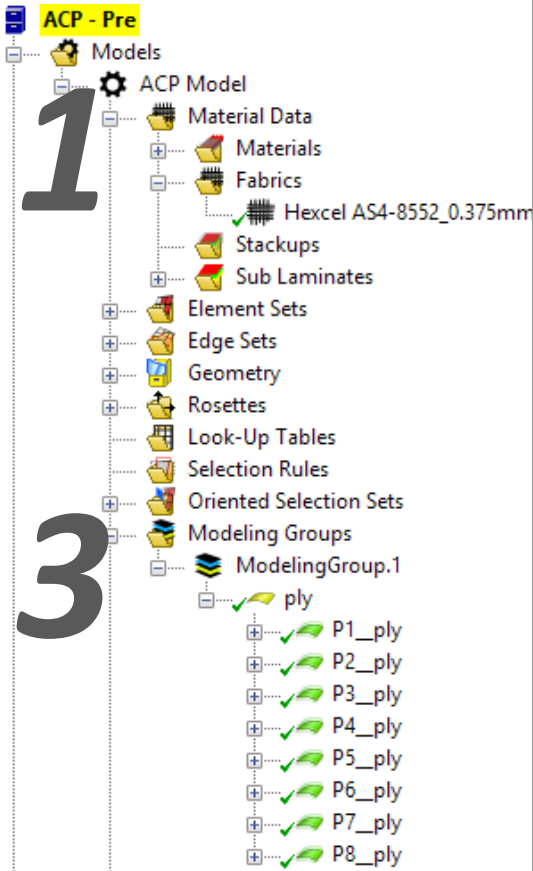 ACP - Pre
Models
ACP Model
1
Material Data
Materials
Fabrics
Hexcel AS4-8552_0.375mm
Stackups
Sub Laminates
Element Sets
Edge Sets
Geometry
Rosettes
Look-Up Tables
Selection Rules
Oriented Selection Sets
3
Modeling Groups
ModelingGroup.1
ply
P1__ply
P2__ply
P3__ply
P4__ply
P5__ply
P6__ply
P7__ply
P8__ply